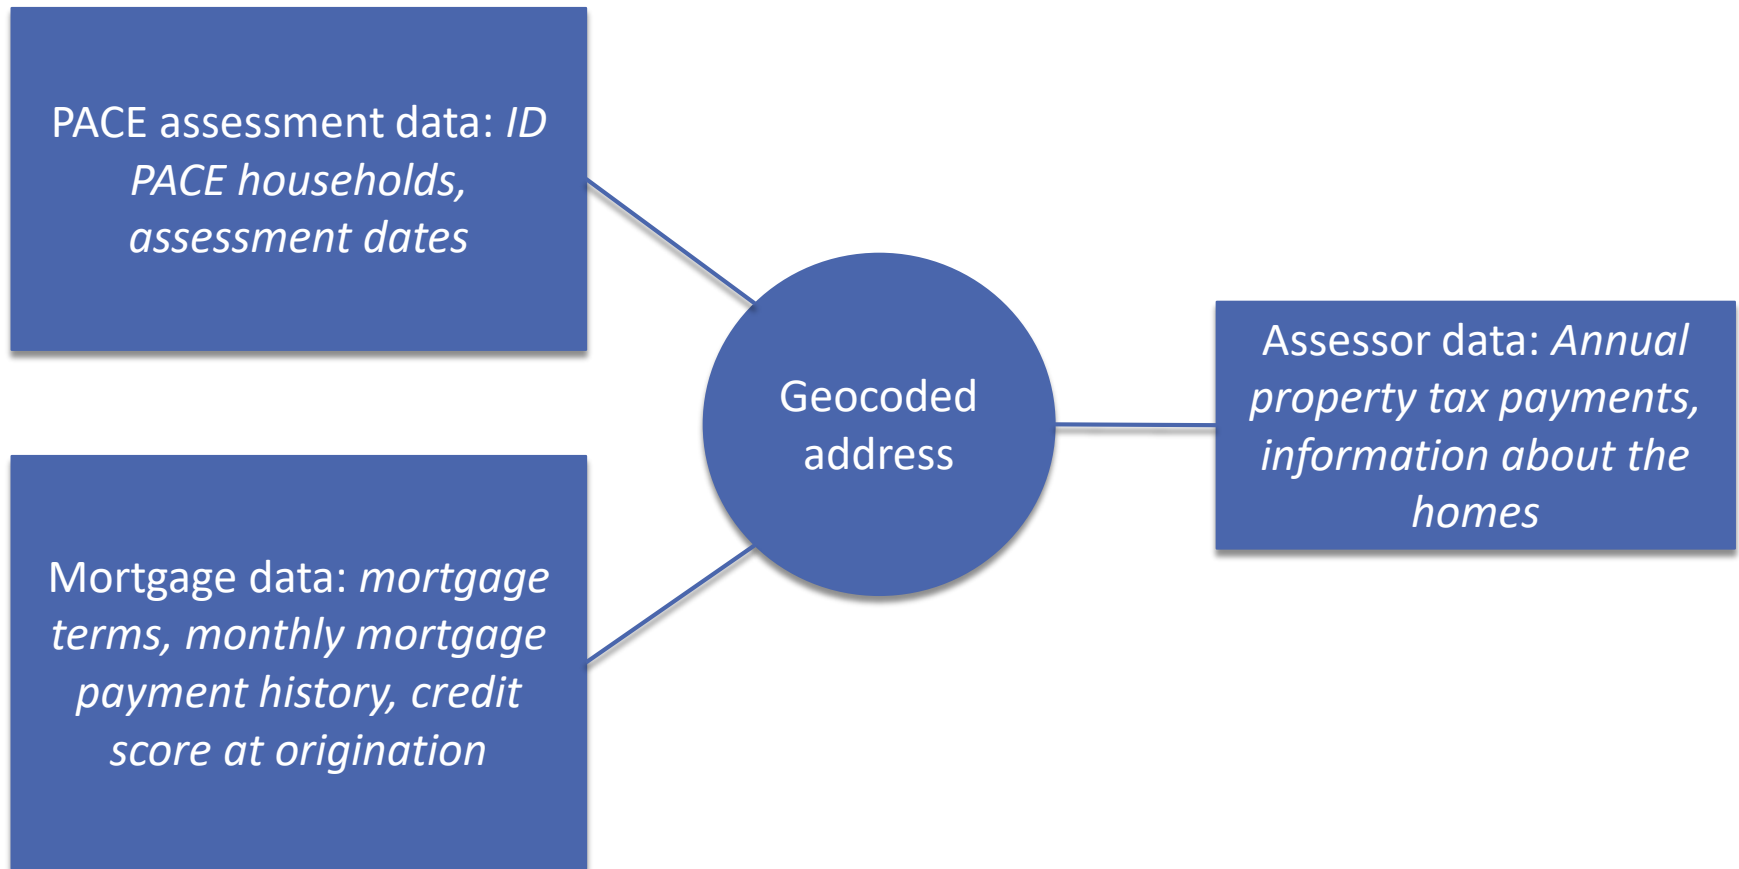 PACE assessment data: ID
PACE households,
assessment dates
Mortgage data: mortgage
terms, monthly mortgage
payment history, credit
score at origination
Geocoded
address
Assessor data: Annual
property tax payments,
information about the
homes